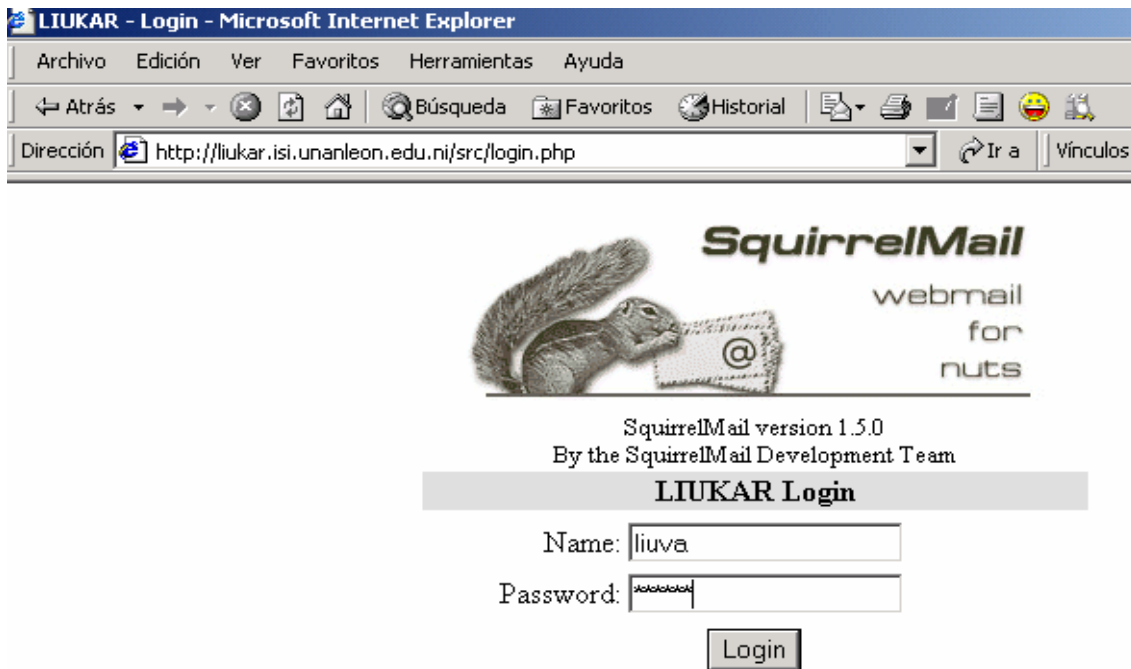 LIUKAR - Login - Microsoft Internet Explorer
Archivo Edición Ver Favoritos Herramientas Ayuda
Atrás Búsqueda Favoritos Historial
Dirección http://liukar.isi.unanleon.edu.ni/src/login.php Ir a Vínculos
SquirrelMail
webmail
for
nuts
@
SquirrelMail version 1.5.0
By the SquirrelMail Development Team
LIUKAR Login
Name: liuva
Password: *******
Login